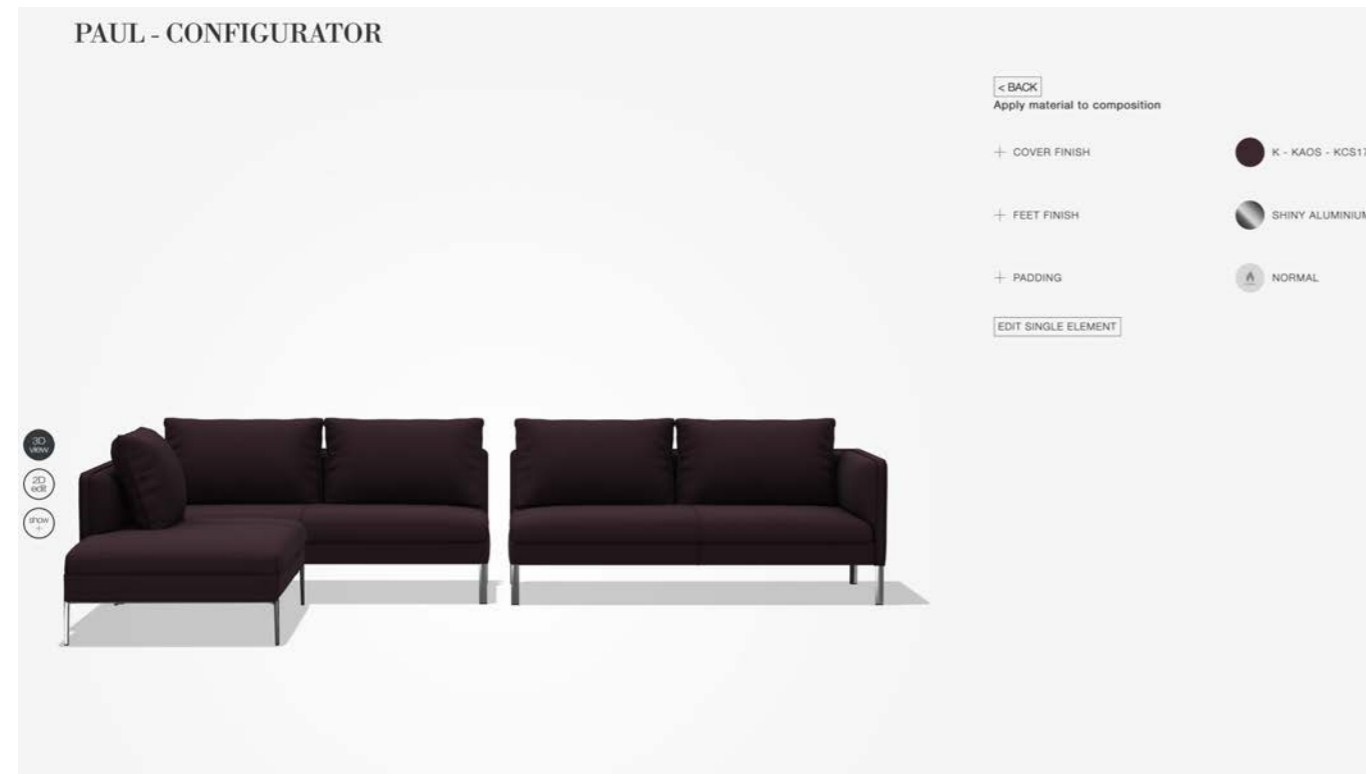 PAUL - CONFIGURATOR
< BACK
Apply material to composition
+ COVER FINISH
K - KAOS - KCS17
+ FEET FINISH
SHINY ALUMINIUM
+ PADDING
NORMAL
EDIT SINGLE ELEMENT
3D
view
2D
edit
show
+